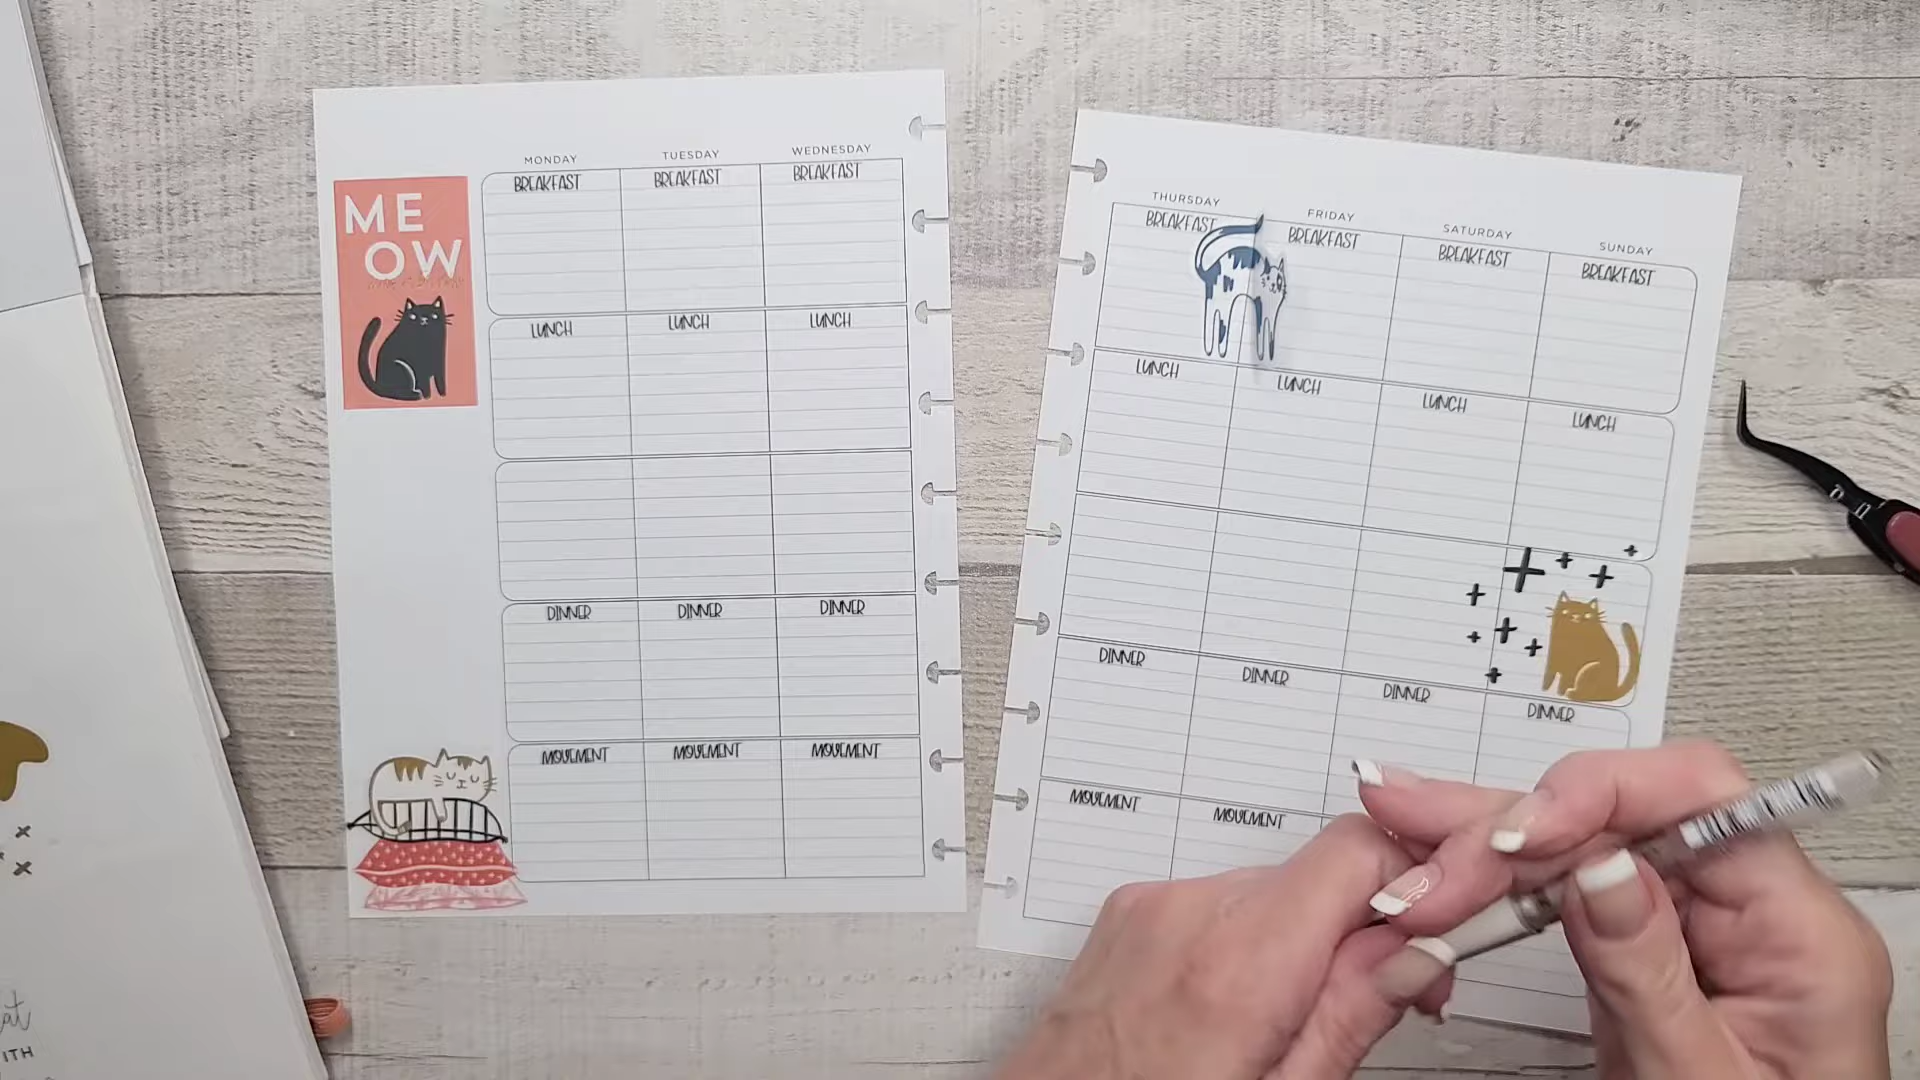 MONDAY TUESDAY WEDNESDAY
BREAKFAST BREAKFAST BREAKFAST
ME
OW
LUNCH LUNCH LUNCH
DINNER DINNER DINNER
MOVEMENT MOVEMENT MOVEMENT
THURSDAY FRIDAY SATURDAY SUNDAY
BREAKFAST BREAKFAST BREAKFAST BREAKFAST
LUNCH LUNCH LUNCH LUNCH
DINNER DINNER DINNER DINNER
MOVEMENT MOVEMENT
at
ITH